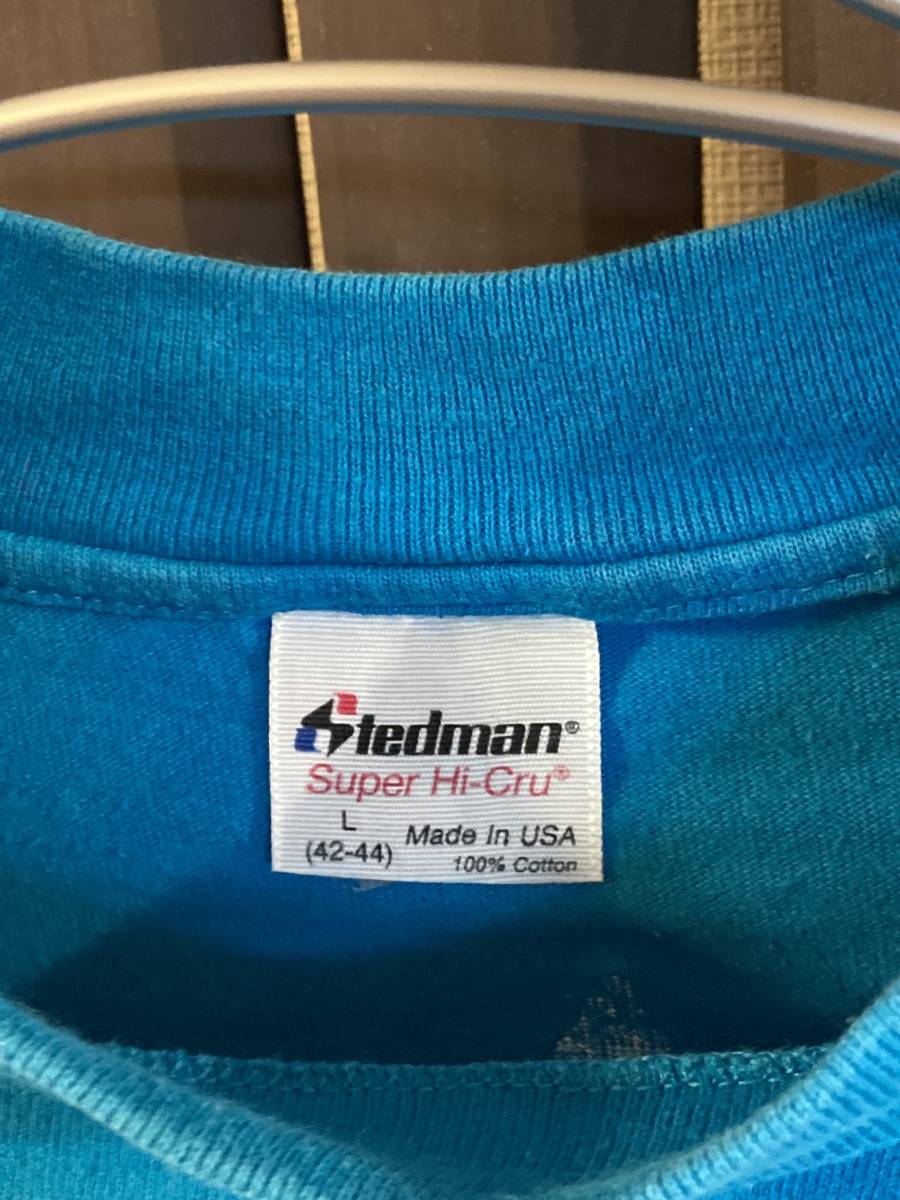 Stedman®
Super Hi-Cru®
L
(42-44)
Made In USA
100% Cotton